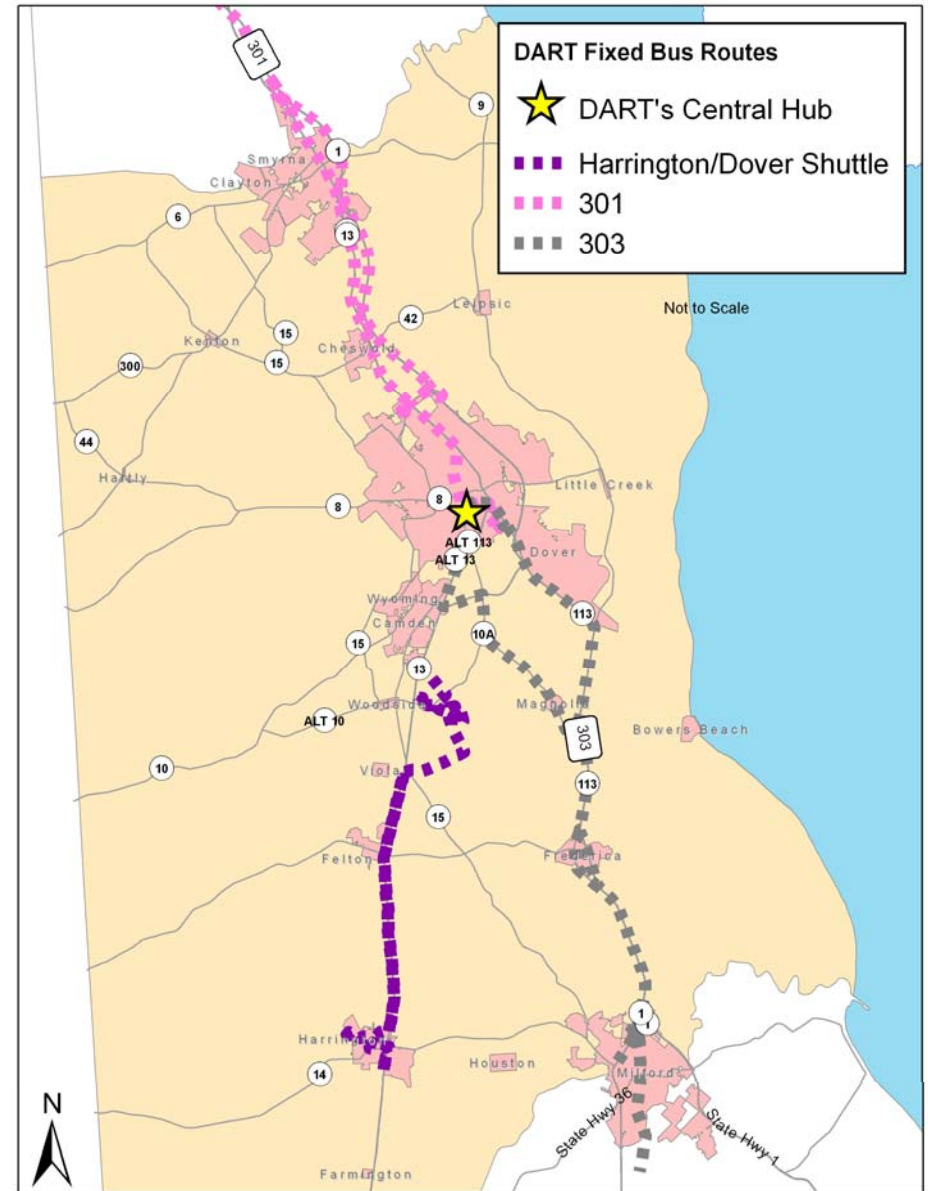 DART Fixed Bus Routes
DART's Central Hub
Harrington/Dover Shuttle
301
303
Not to Scale
301
9
1
Smyrna
Clayton
6
13
Leipsic
42
15
Kenton
Cheswold
15
300
44
Hartly
Little Creek
8
8
ALT 113
Dover
ALT 13
Wyoming
113
Camden
10A
15
13
Woodside
Magnolia
ALT 10
303
Bowers Beach
10
Viola
113
15
Felton
Frederica
1
1
Harrington
Houston
14
Milford
N
State Hwy 36
State Hwy 1
Farmington